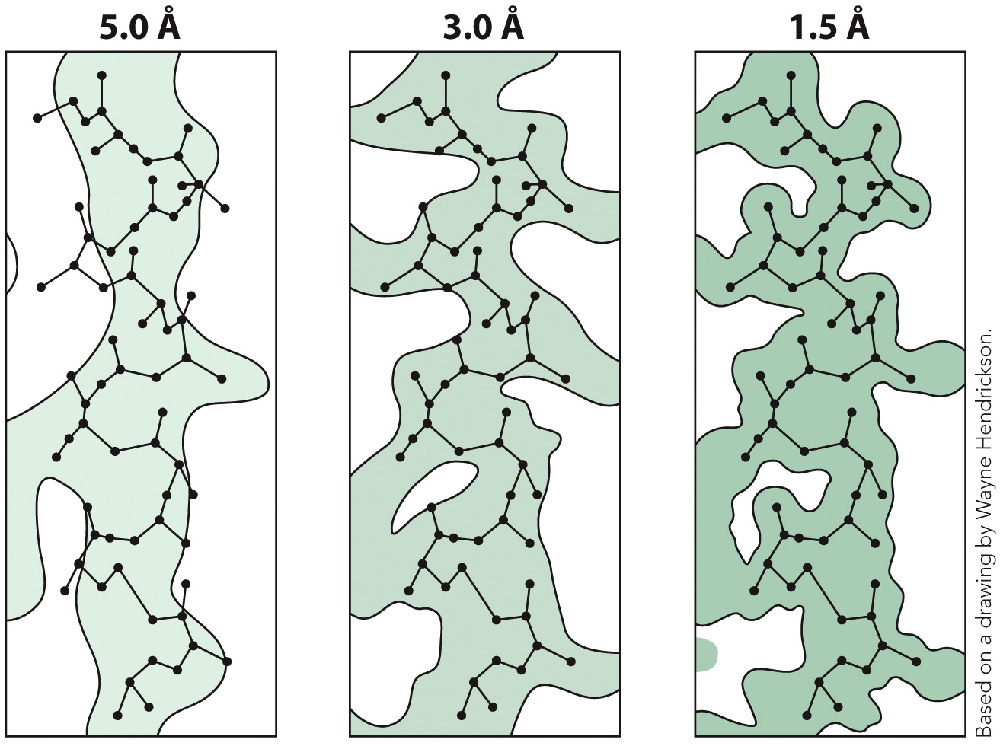 5.0 Å
3.0 Å
1.5 Å
Based on a drawing by Wayne Hendrickson.